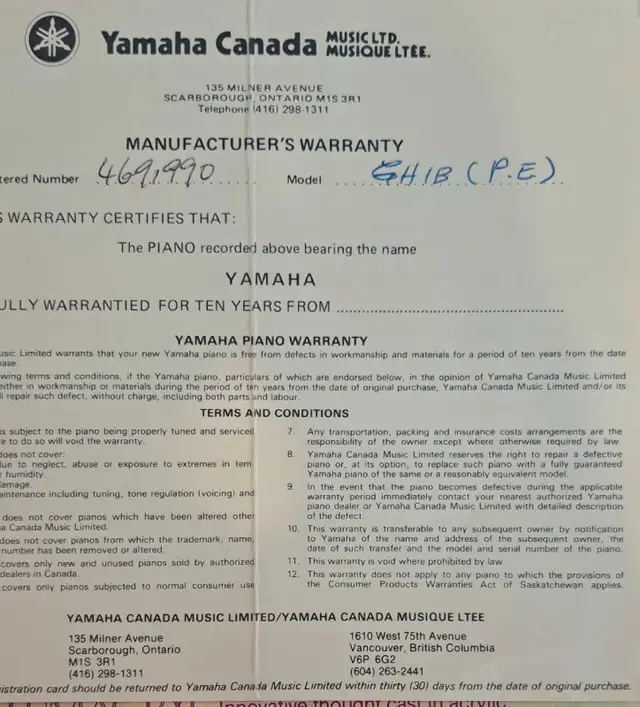 Yamaha Canada MUSIC LTD. MUSIQUE LTÉE.
135 MILNER AVENUE
SCARBOROUGH, ONTARIO M1S 3R1
Telephone (416) 298-1311
MANUFACTURER'S WARRANTY
tered Number 469,990 Model GH1B (P.E)
S WARRANTY CERTIFIES THAT:
The PIANO recorded above bearing the name
YAMAHA
ULLY WARRANTIED FOR TEN YEARS FROM
YAMAHA PIANO WARRANTY
usic Limited warrants that your new Yamaha piano is free from defects in workmanship and materials for a period of ten years from the date
ase.
wing terms and conditions, if the Yamaha piano, particulars of which are endorsed below, in the opinion of Yamaha Canada Music Limited
either in workmanship or materials during the period of ten years from the date of original purchase, Yamaha Canada Music Limited and/or its
ll repair such defect, without charge, including both parts and labour.
TERMS AND CONDITIONS
is subject to the piano being properly tuned and serviced
re to do so will void the warranty.
does not cover:
due to neglect, abuse or exposure to extremes in tem
r humidity.
damage.
aintenance including tuning, tone regulation (voicing) and
does not cover pianos which have been altered other
ha Canada Music Limited.
does not cover pianos from which the trademark, name,
number has been removed or altered.
covers only new and unused pianos sold by authorized
dealers in Canada.
covers only pianos subjected to normal consumer use
7. Any transportation, packing and insurance costs arrangements are the
responsibility of the owner except where otherwise required by law.
8. Yamaha Canada Music Limited reserves the right to repair a defective
piano or, at its option, to replace such piano with a fully guaranteed
Yamaha piano of the same or a reasonably equivalent model.
9. In the event that the piano becomes defective during the applicable
warranty period immediately contact your nearest authorized Yamaha
piano dealer or Yamaha Canada Music Limited with detailed description
of the defect.
10. This warranty is transferable to any subsequent owner by notification
to Yamaha of the name and address of the subsequent owner, the
date of such transfer and the model and serial number of the piano.
11. This warranty is void where prohibited by law.
12. This warranty does not apply to any piano to which the provisions of
the Consumer Products Warranties Act of Saskatchewan applies.
YAMAHA CANADA MUSIC LIMITED/YAMAHA CANADA MUSIQUE LTEE
135 Milner Avenue
Scarborough, Ontario
M1S 3R1
(416) 298-1311
1610 West 75th Avenue
Vancouver, British Columbia
V6P 6G2
(604) 263-2441
gistration card should be returned to Yamaha Canada Music Limited within thirty (30) days from the date of original purchase.
Innovative thought cast in acrylic.